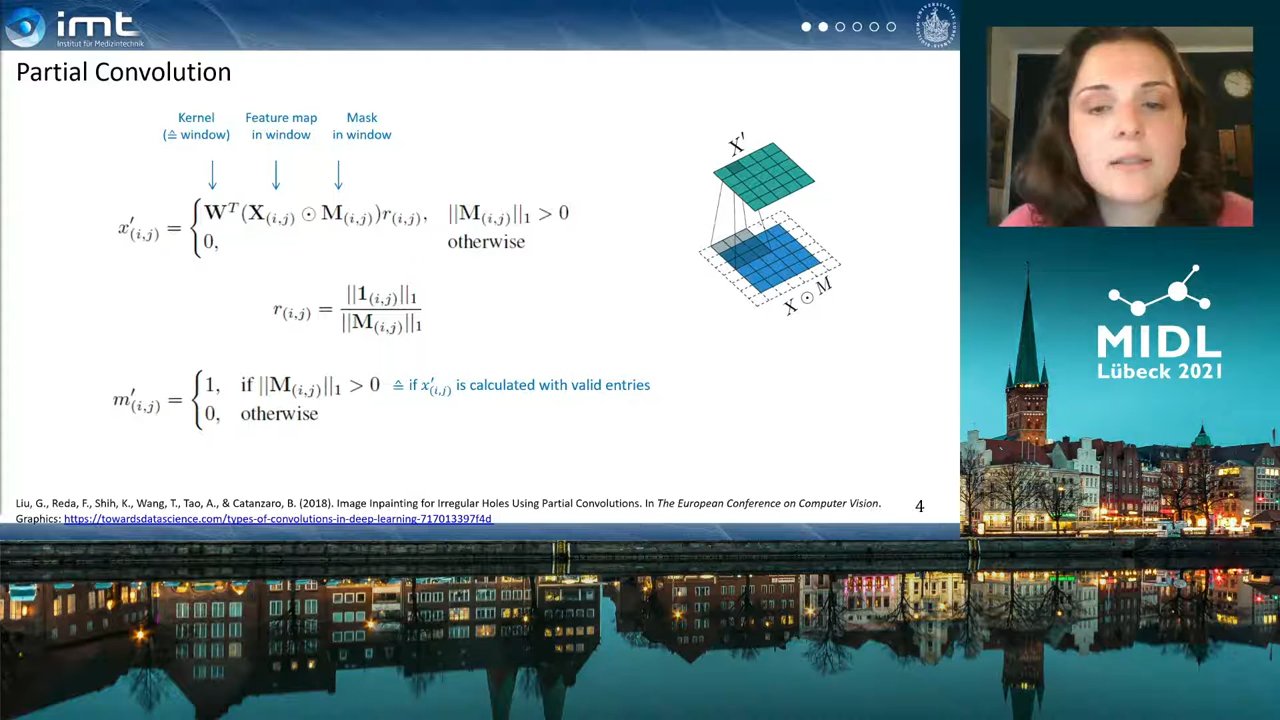 imt
Institut für Medizintechnik
Partial Convolution
Kernel
(≙ window)
Feature map
in window
Mask
in window
x′(i,j) = { W^T(X(i,j) ⊙ M(i,j))r(i,j), ||M(i,j)||₁ > 0
0, otherwise
r(i,j) = ||1(i,j)||₁ / ||M(i,j)||₁
m′(i,j) = { 1, if ||M(i,j)||₁ > 0 ≙ if x′(i,j) is calculated with valid entries
0, otherwise
X′
X ⊙ M
Liu, G., Reda, F., Shih, K., Wang, T., Tao, A., & Catanzaro, B. (2018). Image Inpainting for Irregular Holes Using Partial Convolutions. In The European Conference on Computer Vision.
Graphics: https://towardsdatascience.com/types-of-convolutions-in-deep-learning-717013397f4d
4
MIDL
Lübeck 2021